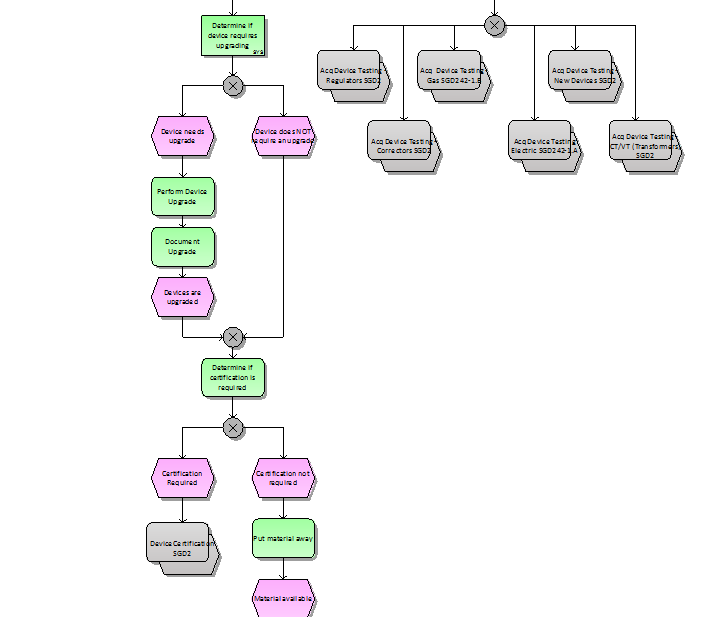 Determine if
device requires
upgrading
sys
Device needs
upgrade
Device does NOT
require an upgrade
Perform Device
Upgrade
Document
Upgrade
Devices are
upgraded
Determine if
certification is
required
Certification
Required
Certification not
required
Device Certification
SGD2
Put material away
Material available
Acq Device Testing -
Regulators SGD2
Acq Device Testing -
Gas SGD242-1.B
Acq Device Testing -
New Devices SGD2
Acq Device Testing -
Correctors SGD2
Acq Device Testing -
Electric SGD242-1.A
Acq Device Testing -
CT/VT (Transformers)
SGD2